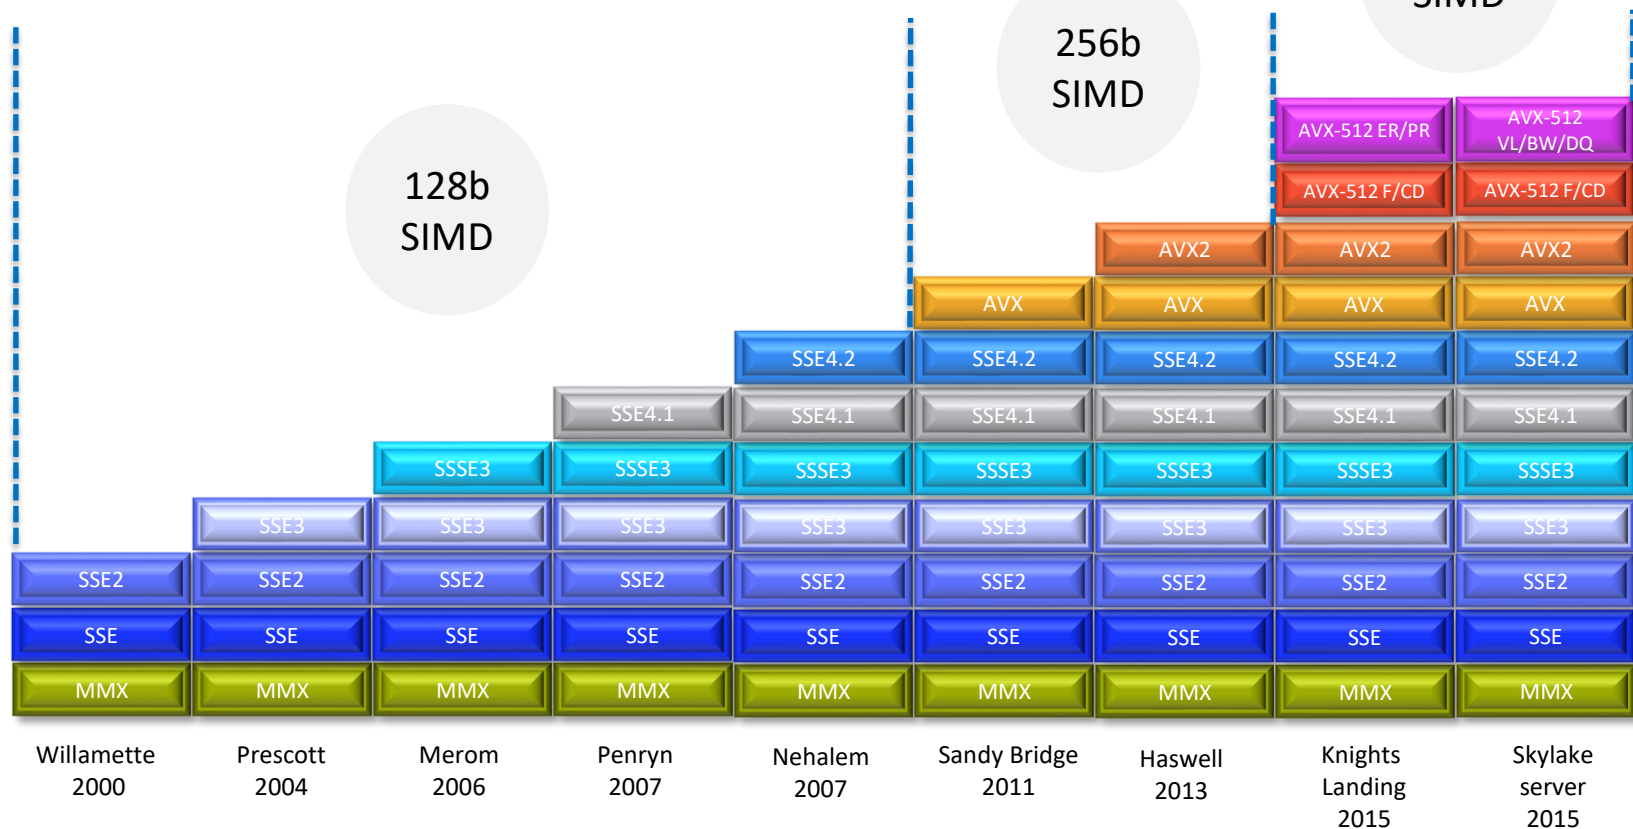 SIMD
256b
SIMD
128b
SIMD
AVX-512 ER/PR
AVX-512
VL/BW/DQ
AVX-512 F/CD
AVX-512 F/CD
AVX2
AVX2
AVX2
AVX
AVX
AVX
AVX
SSE4.2
SSE4.2
SSE4.2
SSE4.2
SSE4.2
SSE4.1
SSE4.1
SSE4.1
SSE4.1
SSE4.1
SSE4.1
SSSE3
SSSE3
SSSE3
SSSE3
SSSE3
SSSE3
SSSE3
SSE3
SSE3
SSE3
SSE3
SSE3
SSE3
SSE3
SSE3
SSE2
SSE2
SSE2
SSE2
SSE2
SSE2
SSE2
SSE2
SSE2
SSE
SSE
SSE
SSE
SSE
SSE
SSE
SSE
SSE
MMX
MMX
MMX
MMX
MMX
MMX
MMX
MMX
MMX
Willamette
2000
Prescott
2004
Merom
2006
Penryn
2007
Nehalem
2007
Sandy Bridge
2011
Haswell
2013
Knights
Landing
2015
Skylake
server
2015